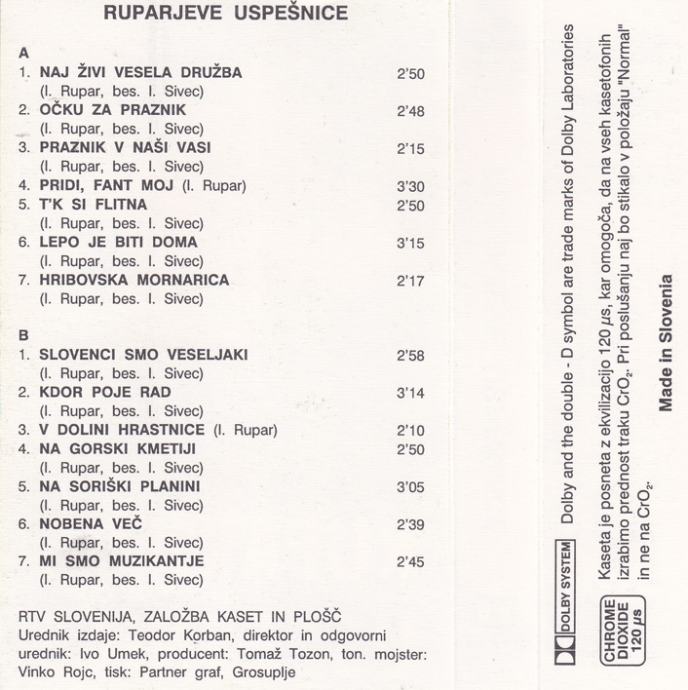 RUPARJEVE USPEŠNICE
A
1. NAJ ŽIVI VESELA DRUŽBA 2'50
(I. Rupar, bes. I. Sivec)
2. OČKU ZA PRAZNIK 2'48
(I. Rupar, bes. I. Sivec)
3. PRAZNIK V NAŠI VASI 2'15
(I. Rupar, bes. I. Sivec)
4. PRIDI, FANT MOJ (I. Rupar) 3'30
5. T'K SI FLITNA 2'50
(I. Rupar, bes. I. Sivec)
6. LEPO JE BITI DOMA 3'15
(I. Rupar, bes. I. Sivec)
7. HRIBOVSKA MORNARICA 2'17
(I. Rupar, bes. I. Sivec)
B
1. SLOVENCI SMO VESELJAKI 2'58
(I. Rupar, bes. I. Sivec)
2. KDOR POJE RAD 3'14
(I. Rupar, bes. I. Sivec)
3. V DOLINI HRASTNICE (I. Rupar) 2'10
4. NA GORSKI KMETIJI 2'50
(I. Rupar, bes. I. Sivec)
5. NA SORIŠKI PLANINI 3'05
(I. Rupar, bes. I. Sivec)
6. NOBENA VEČ 2'39
(I. Rupar, bes. I. Sivec)
7. MI SMO MUZIKANTJE 2'45
(I. Rupar, bes. I. Sivec)
RTV SLOVENIJA, ZALOŽBA KASET IN PLOŠČ
Urednik izdaje: Teodor Korban, direktor in odgovorni
urednik: Ivo Umek, producent: Tomaž Tozon, ton. mojster:
Vinko Rojc, tisk: Partner graf, Grosuplje
DOLBY SYSTEM Dolby and the double - D symbol are trade marks of Dolby Laboratories
CHROME
DIOXIDE
120 µs
Kaseta je posneta z ekvilizacijo 120 µs, kar omogoča, da na vseh kasetofonih
izrabimo prednost traku CrO₂. Pri poslušanju naj bo stikalo v položaju "Normal"
in ne na CrO₂.
Made in Slovenia